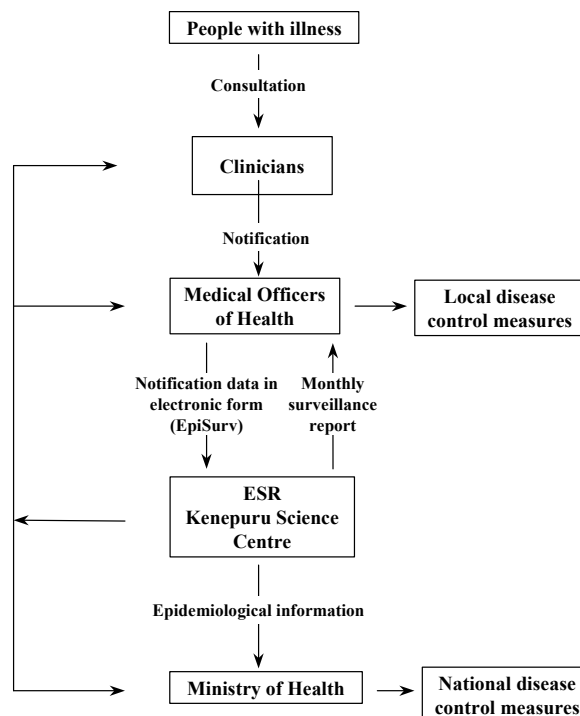 People with illness
Consultation
Clinicians
Notification
Medical Officers
of Health
Local disease
control measures
Notification data in
electronic form
(EpiSurv)
Monthly
surveillance
report
ESR
Kenepuru Science
Centre
Epidemiological information
Ministry of Health
National disease
control measures